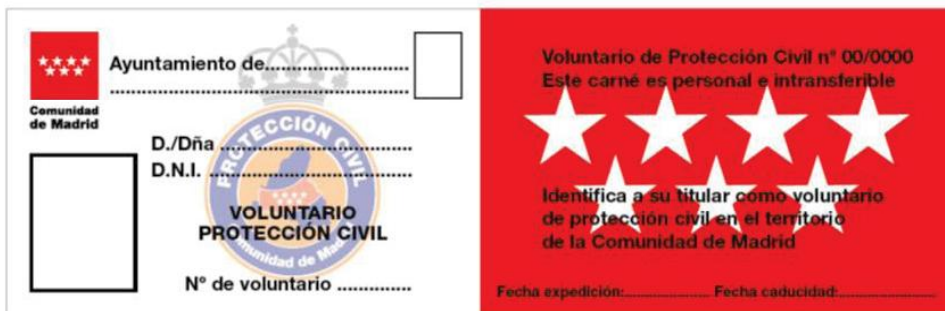 Comunidad
de Madrid
Ayuntamiento de..............................
............................................................
D./Dña ..............................
D.N.I. ................................
PROTECCIÓN CIVIL
Comunidad de Madrid
VOLUNTARIO
PROTECCIÓN CIVIL
Nº de voluntario ..............
Voluntario de Protección Civil nº 00/0000
Este carné es personal e intransferible
Identifica a su titular como voluntario
de protección civil en el territorio
de la Comunidad de Madrid
Fecha expedición:.................... Fecha caducidad:......................